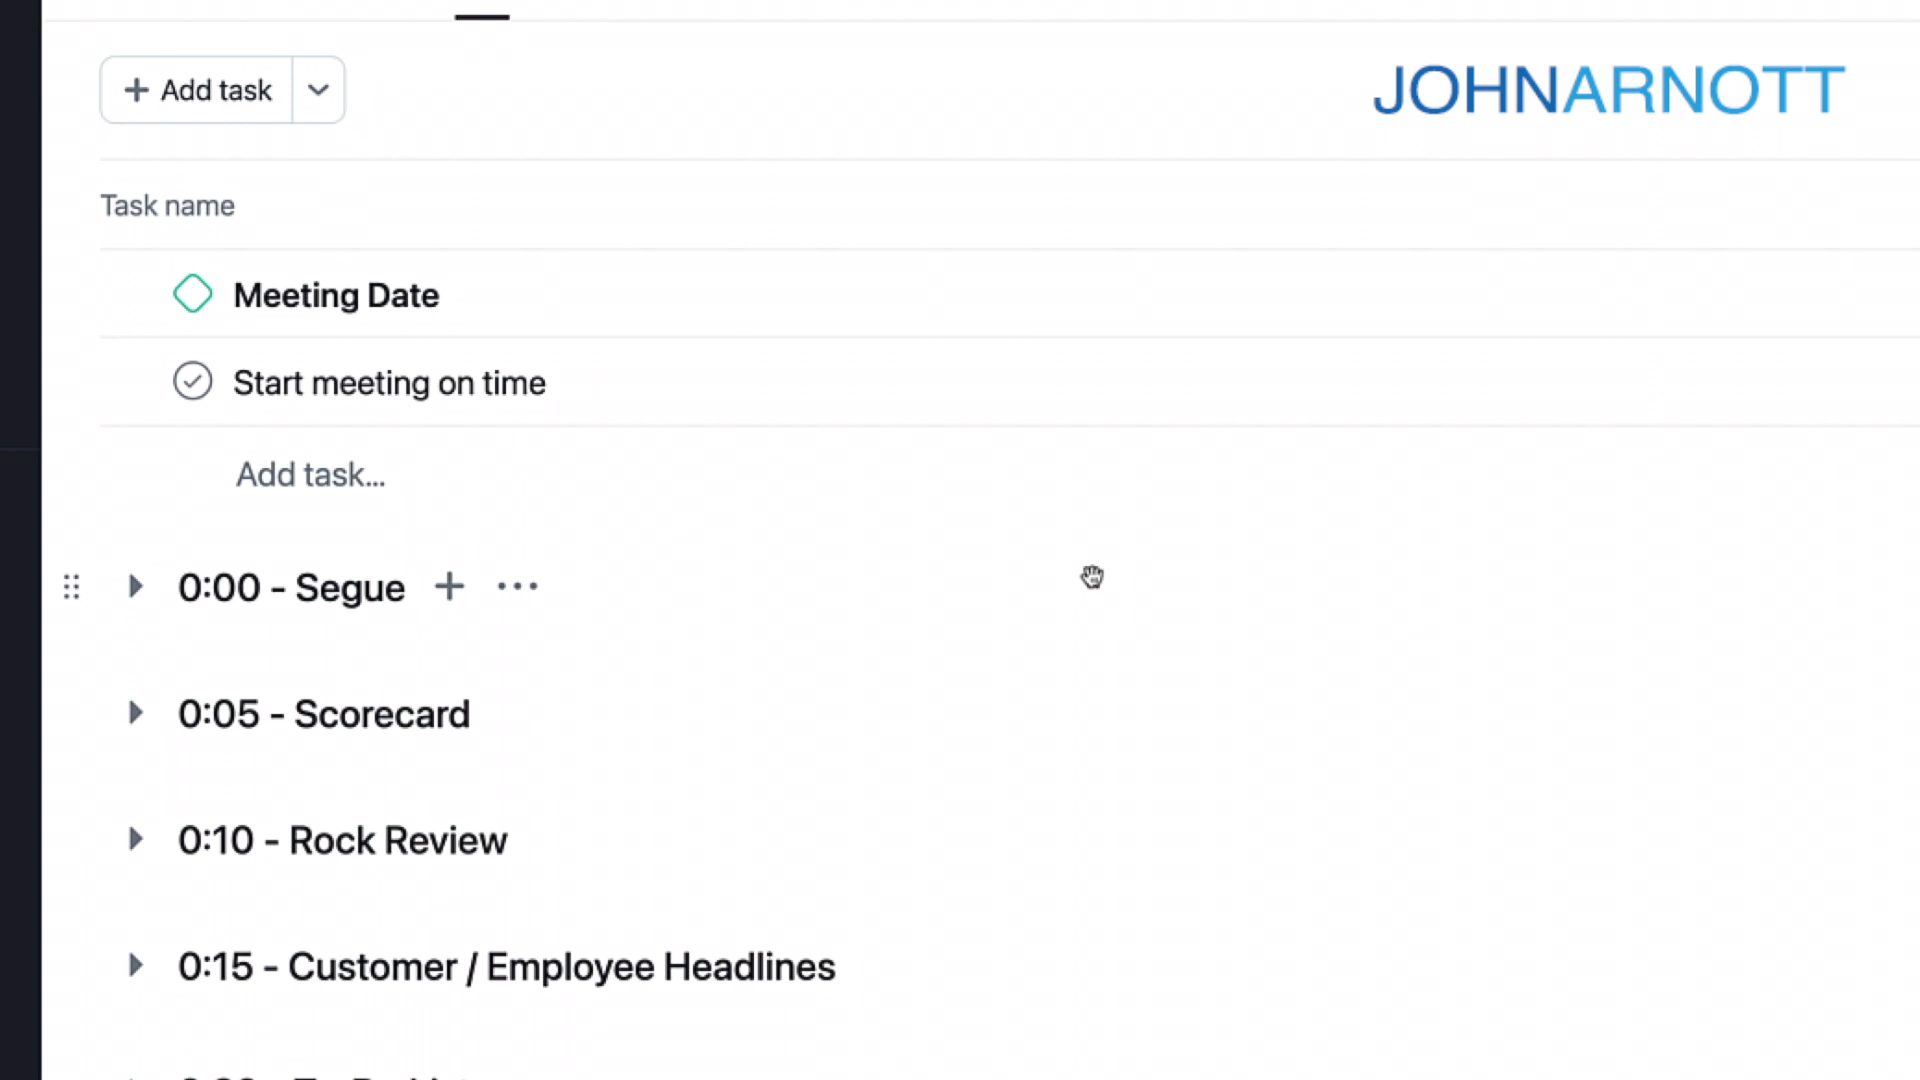 Add task
JOHNARNOTT
Task name
Meeting Date
Start meeting on time
Add task...
0:00 - Segue
0:05 - Scorecard
0:10 - Rock Review
0:15 - Customer / Employee Headlines